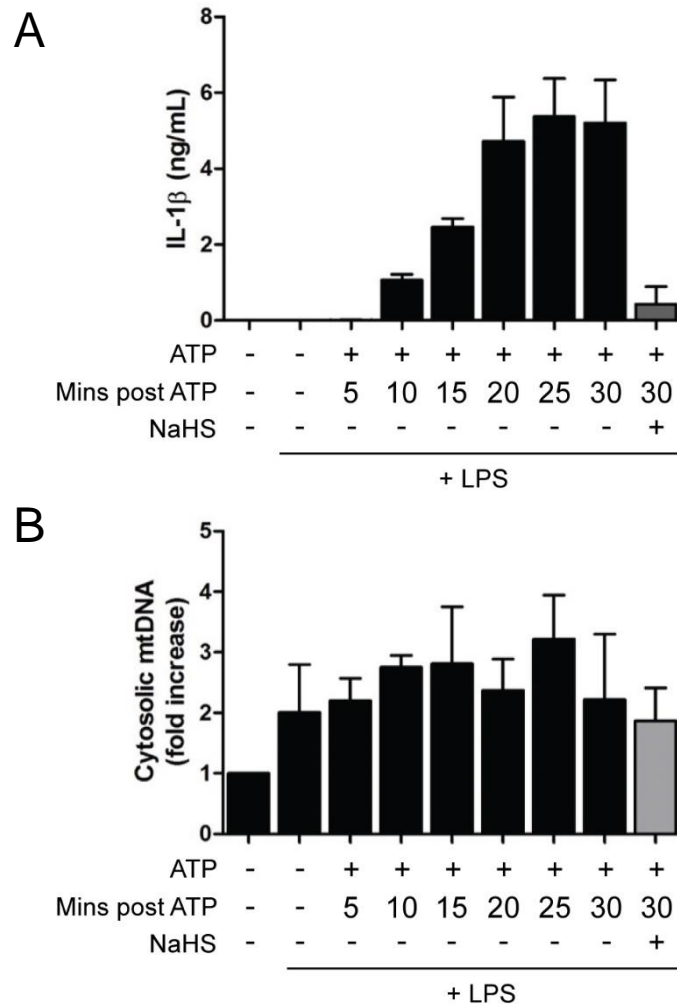 A
IL-1β (ng/mL)
8
6
4
2
0
ATP - - + + + + + + +
Mins post ATP - - 5 10 15 20 25 30 30
NaHS - - - - - - - - +
+ LPS
B
Cytosolic mtDNA
(fold increase)
5
4
3
2
1
0
ATP - - + + + + + + +
Mins post ATP - - 5 10 15 20 25 30 30
NaHS - - - - - - - - +
+ LPS